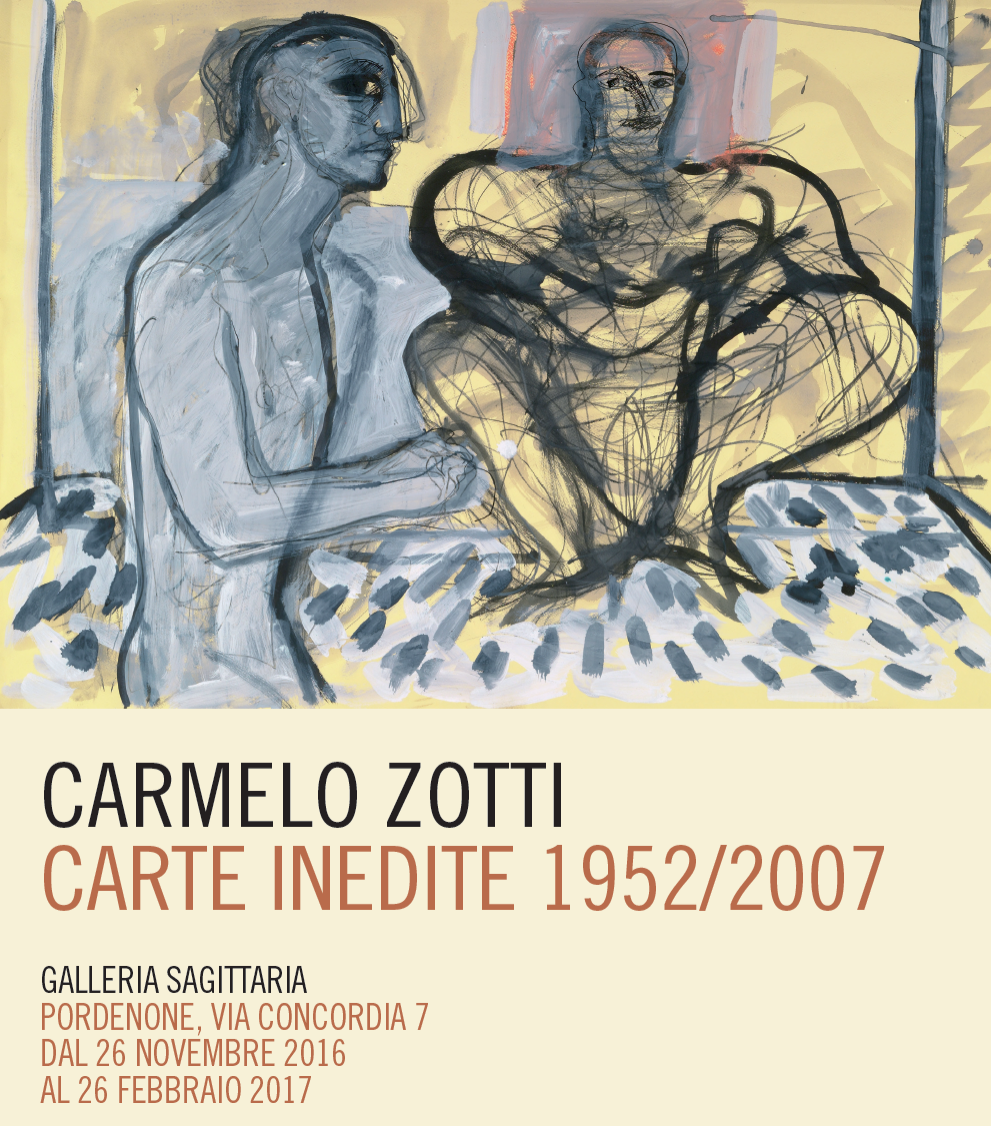 CARMELO ZOTTI
CARTE INEDITE 1952/2007
GALLERIA SAGITTARIA
PORDENONE, VIA CONCORDIA 7
DAL 26 NOVEMBRE 2016
AL 26 FEBBRAIO 2017